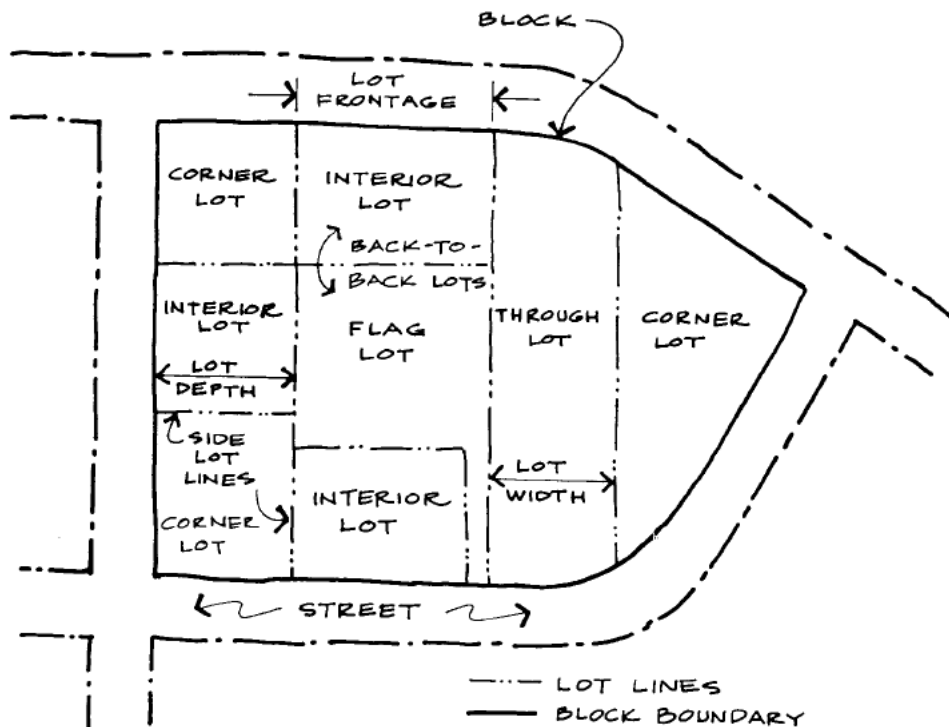 BLOCK
LOT
FRONTAGE
CORNER
LOT
INTERIOR
LOT
BACK-TO-
BACK LOTS
INTERIOR
LOT
FLAG
LOT
THROUGH
LOT
CORNER
LOT
LOT
DEPTH
SIDE
LOT
LINES
LOT
WIDTH
INTERIOR
LOT
CORNER
LOT
STREET
LOT LINES
BLOCK BOUNDARY